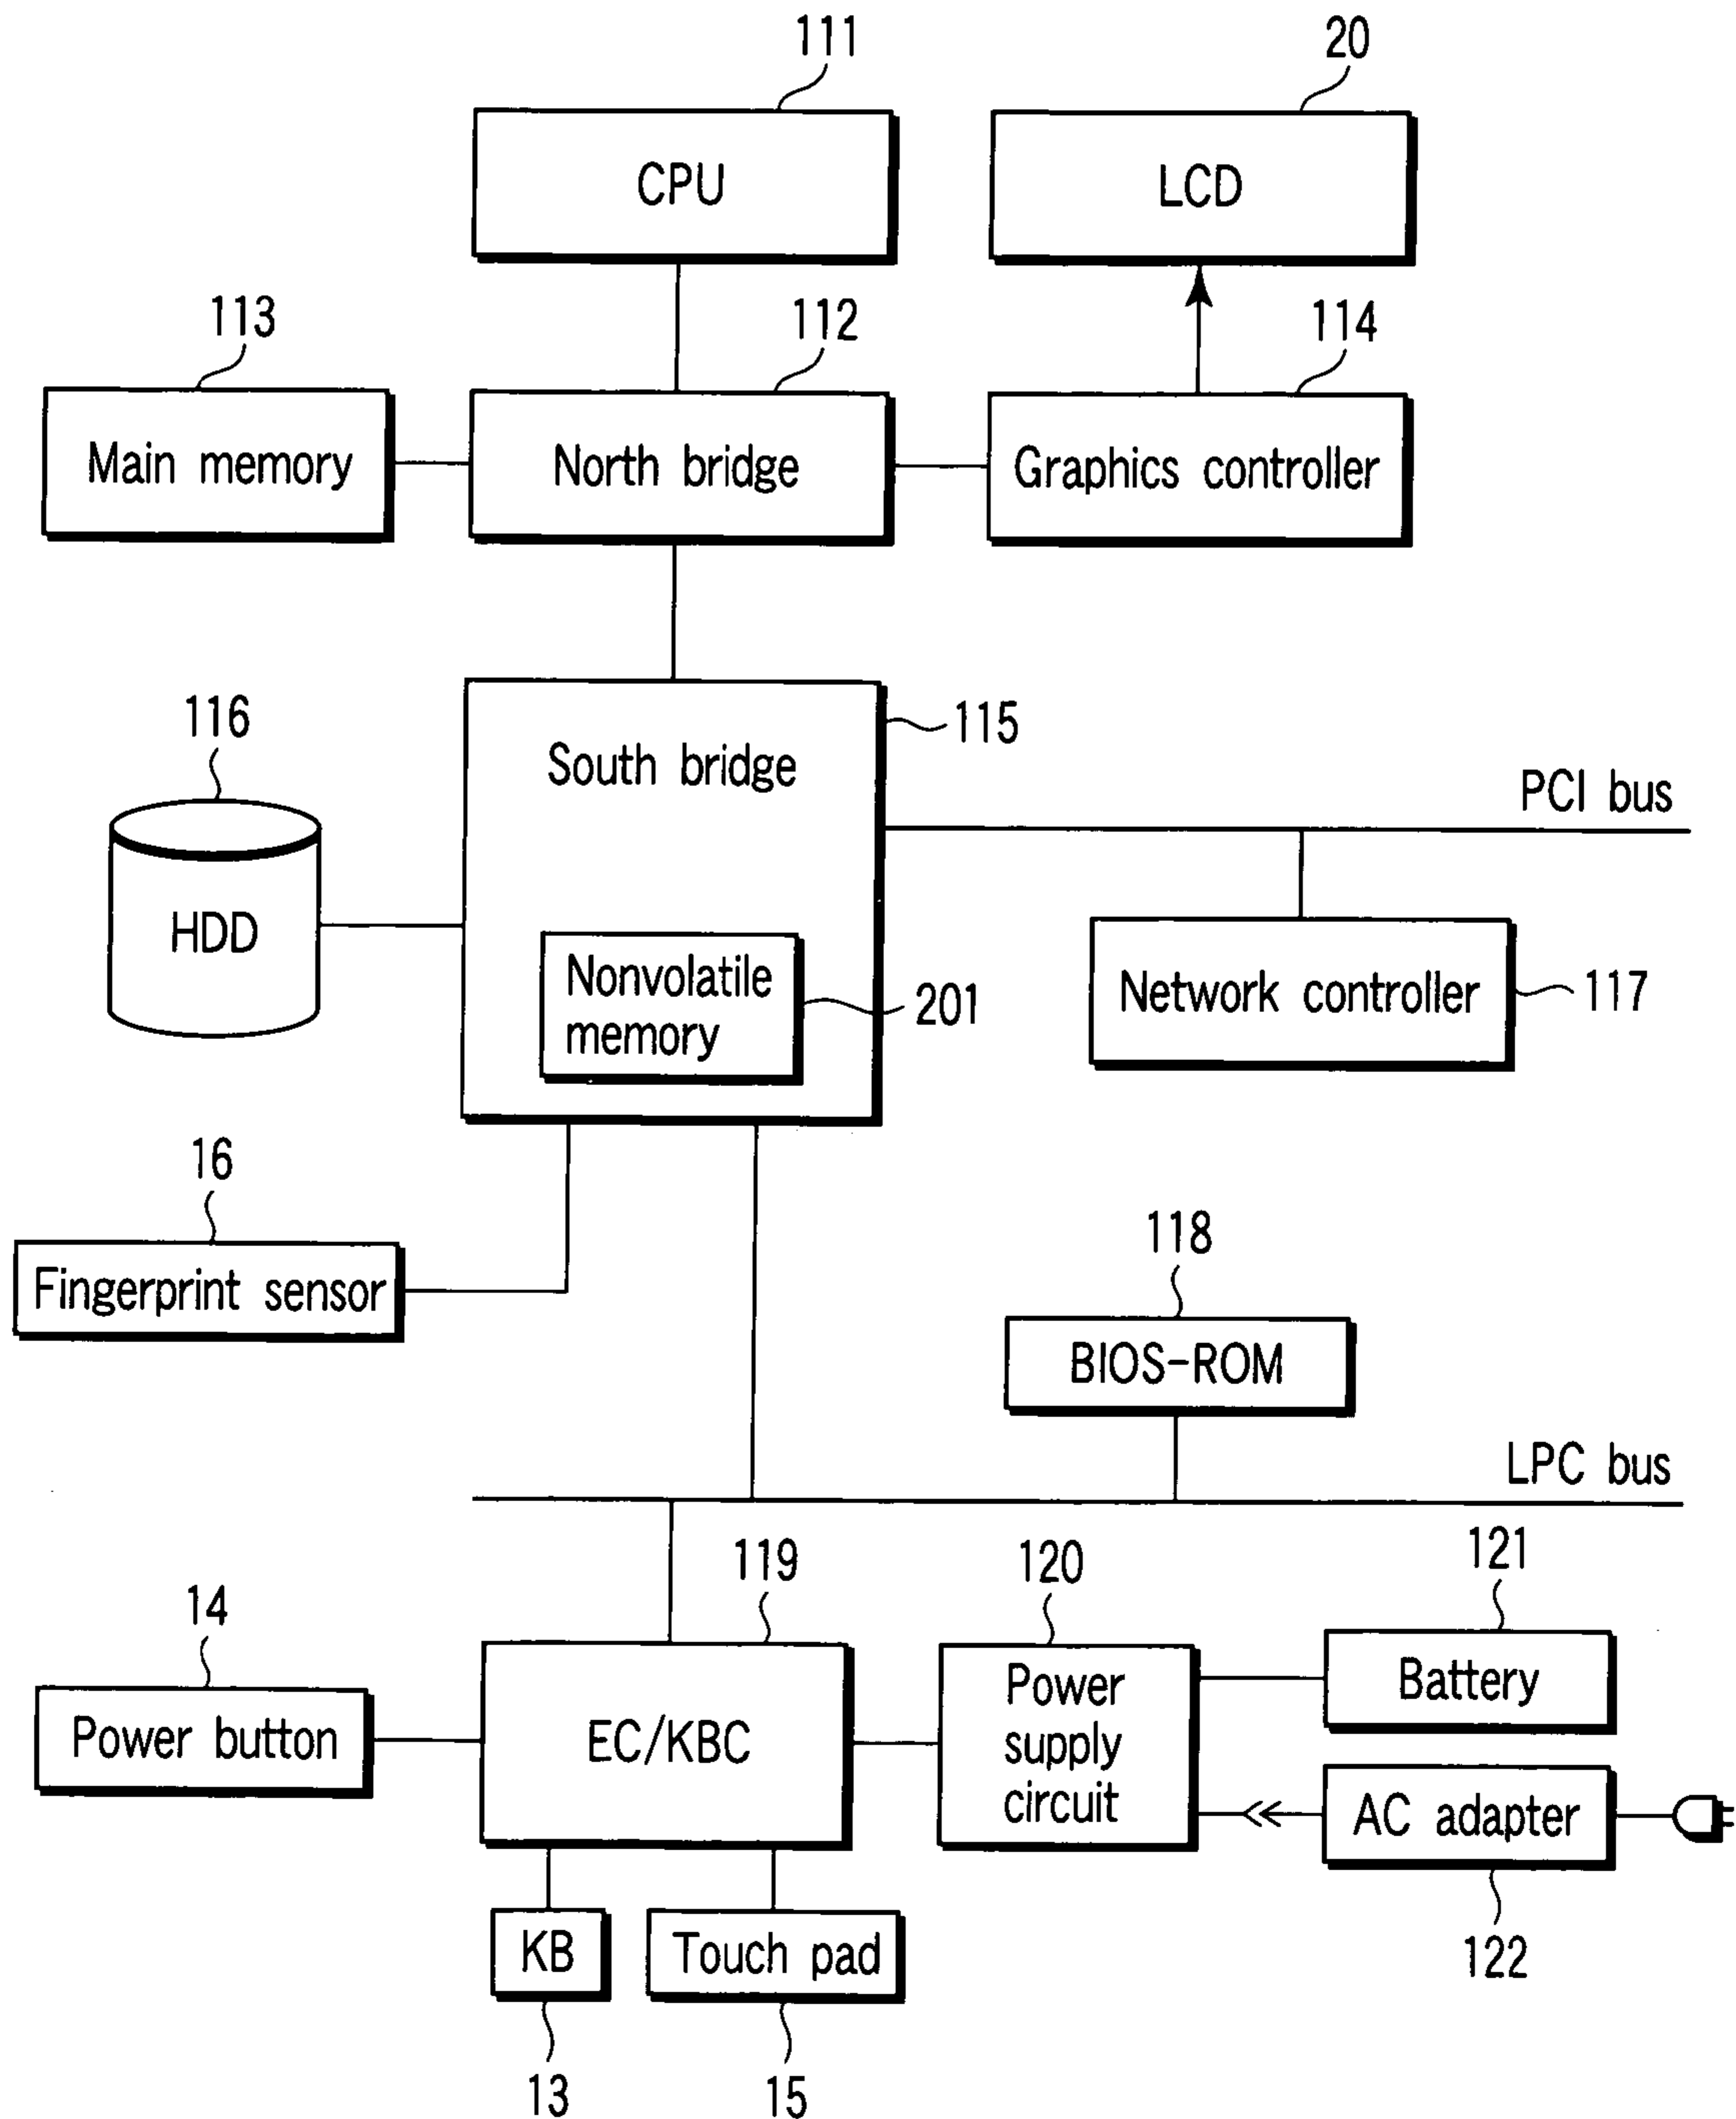 111
20
CPU
LCD
113
112
114
Main memory
North bridge
Graphics controller
116
115
South bridge
PCI bus
HDD
Nonvolatile
memory
201
Network controller
117
16
Fingerprint sensor
118
BIOS-ROM
LPC bus
119
120
121
14
Power button
EC/KBC
Power
supply
circuit
Battery
AC adapter
KB
Touch pad
122
13
15